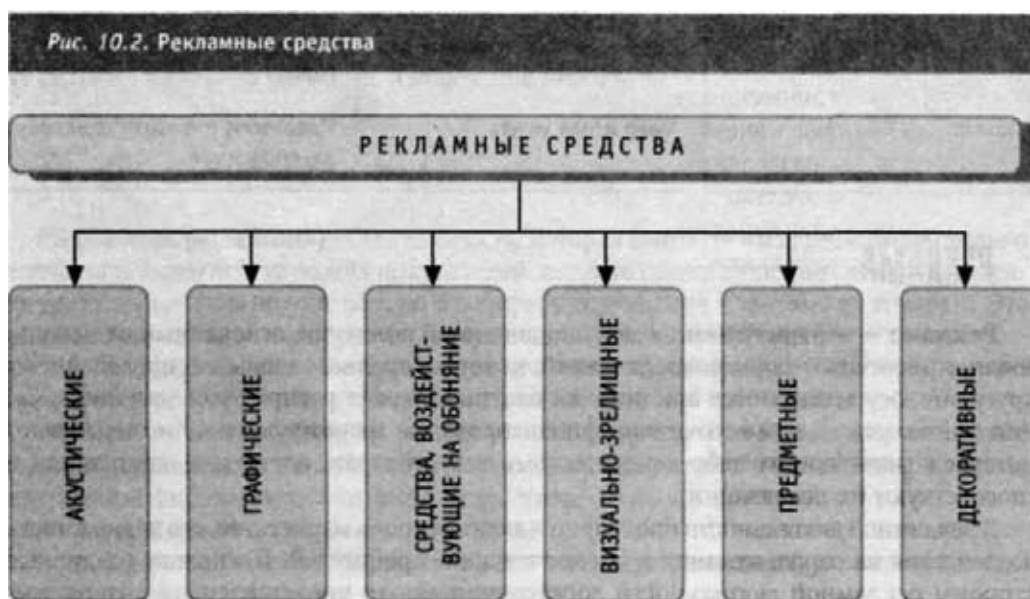 Рис. 10.2. Рекламные средства
РЕКЛАМНЫЕ СРЕДСТВА
АКУСТИЧЕСКИЕ
ГРАФИЧЕСКИЕ
СРЕДСТВА, ВОЗДЕЙСТ-
ВУЮЩИЕ НА ОБОНЯНИЕ
ВИЗУАЛЬНО-ЗРЕЛИЩНЫЕ
ПРЕДМЕТНЫЕ
ДЕКОРАТИВНЫЕ